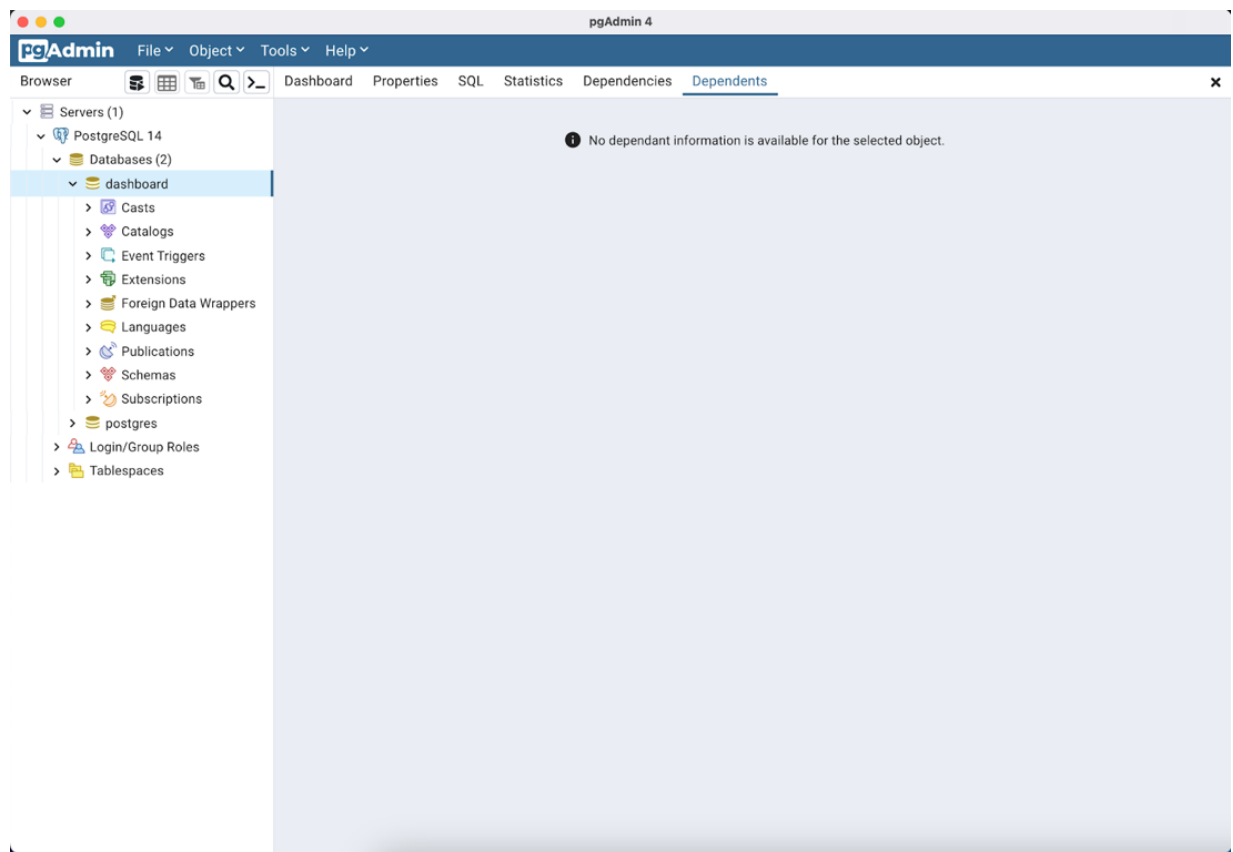 pgAdmin 4
pgAdmin File Object Tools Help
Browser Dashboard Properties SQL Statistics Dependencies Dependents
Servers (1)
PostgreSQL 14
Databases (2)
dashboard
Casts
Catalogs
Event Triggers
Extensions
Foreign Data Wrappers
Languages
Publications
Schemas
Subscriptions
postgres
Login/Group Roles
Tablespaces
No dependant information is available for the selected object.